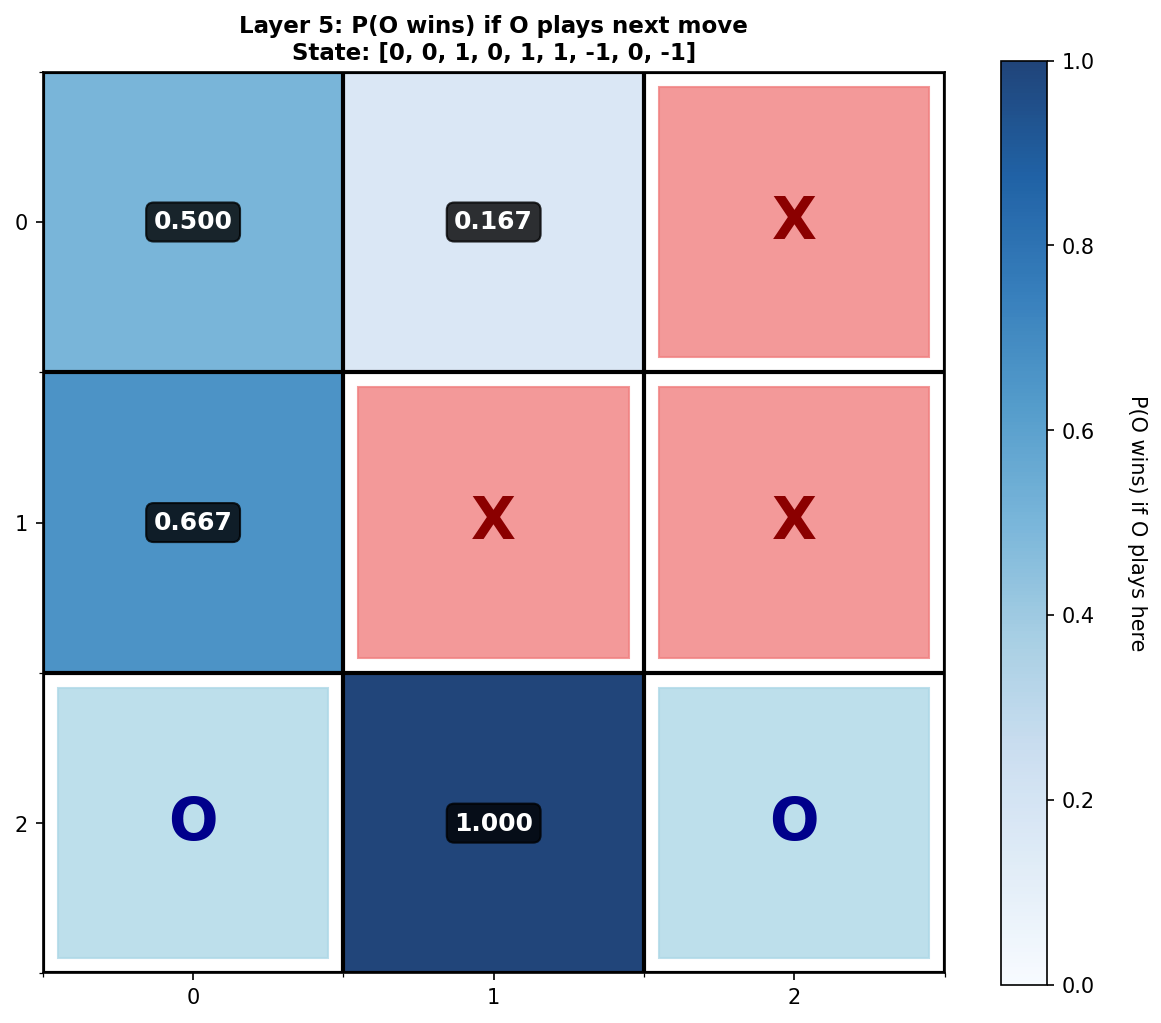 Layer 5: P(O wins) if O plays next move
State: [0, 0, 1, 0, 1, 1, -1, 0, -1]
0
0.500
0.167
X
1
0.667
X
X
2
O
1.000
O
0
1
2
1.0
0.8
0.6
0.4
0.2
0.0
P(O wins) if O plays here